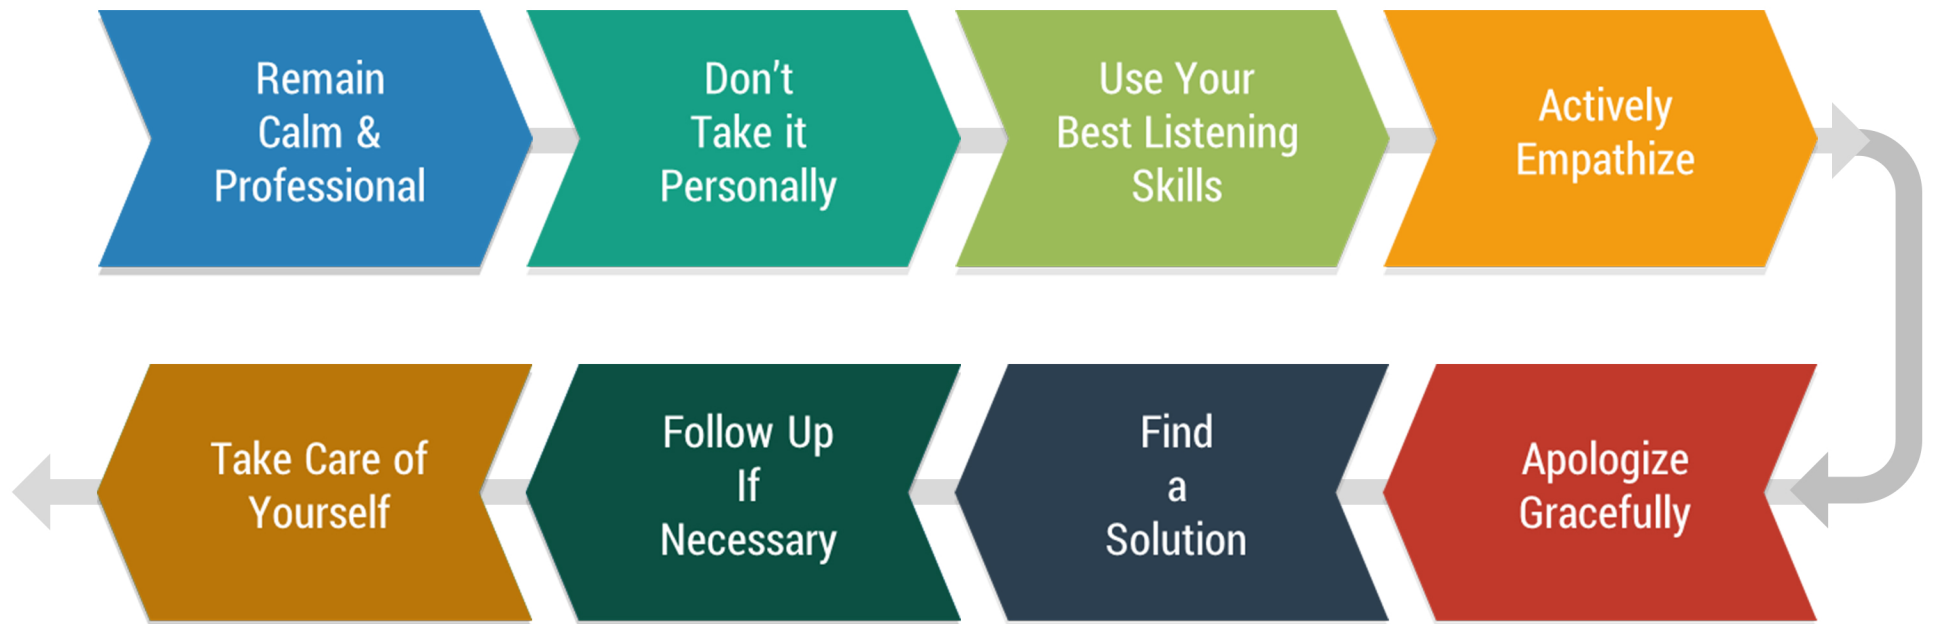 Remain
Calm &
Professional
Don't
Take it
Personally
Use Your
Best Listening
Skills
Actively
Empathize
Apologize
Gracefully
Find
a
Solution
Follow Up
If
Necessary
Take Care of
Yourself